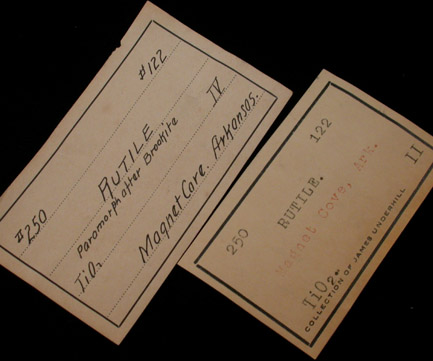 #250 #122
RUTILE.
Paramorph after Brookite
TiO2 IV
Magnet Cove. Arkansas.
250 122
RUTILE.
Magnet Cove, Ark.
TiO2. II
COLLECTION OF JAMES UNDERHILL